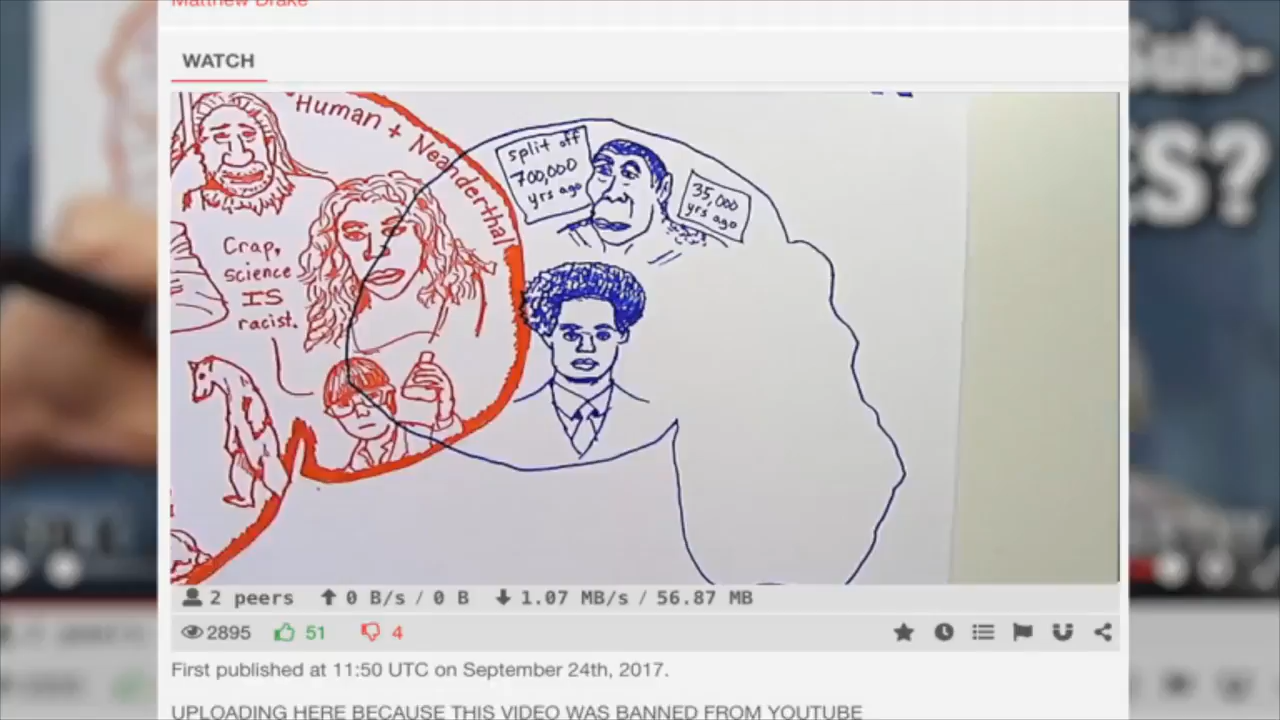 Matthew Drake
WATCH
Human + Neanderthal
split off
700,000
yrs ago
35,000
yrs ago
Crap,
science
IS
racist.
2 peers 0 B/s / 0 B 1.07 MB/s / 56.87 MB
2895 51 4
First published at 11:50 UTC on September 24th, 2017.
UPLOADING HERE BECAUSE THIS VIDEO WAS BANNED FROM YOUTUBE
Sub-
ES?